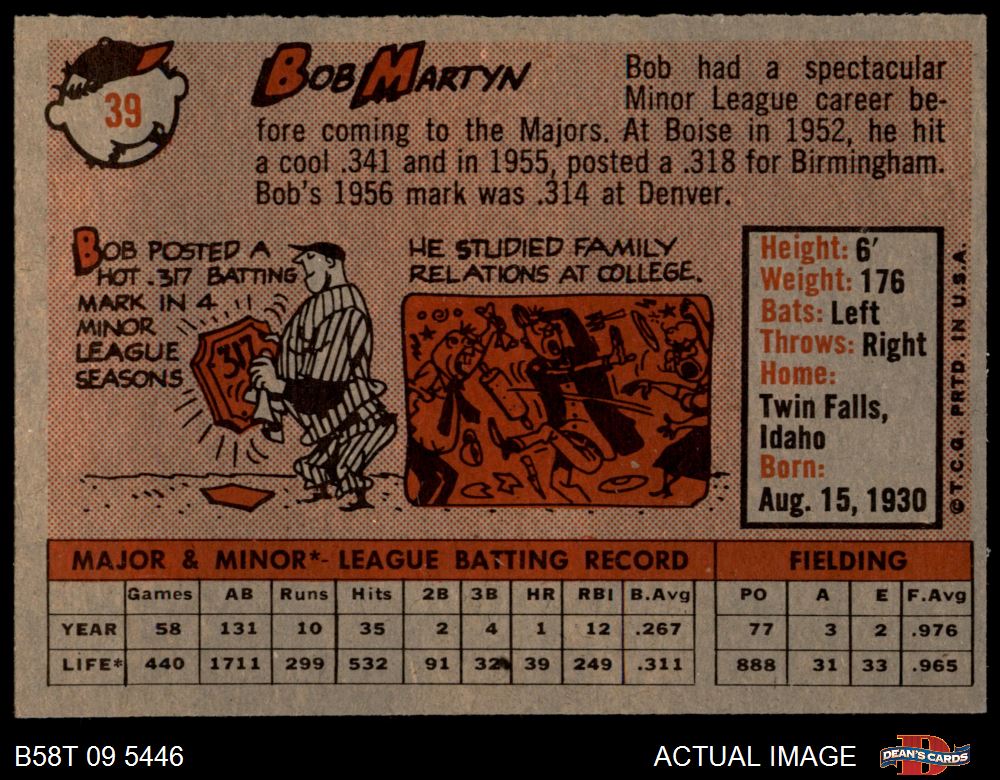 39
BOB MARTYN
Bob had a spectacular
Minor League career be-
fore coming to the Majors. At Boise in 1952, he hit
a cool .341 and in 1955, posted a .318 for Birmingham.
Bob's 1956 mark was .314 at Denver.
BOB POSTED A
HOT .317 BATTING
MARK IN 4
MINOR
LEAGUE
SEASONS
.317
HE STUDIED FAMILY
RELATIONS AT COLLEGE.
Height: 6'
Weight: 176
Bats: Left
Throws: Right
Home:
Twin Falls,
Idaho
Born:
Aug. 15, 1930
© T.C.G. PRTD. IN U.S.A.
MAJOR & MINOR*- LEAGUE BATTING RECORD FIELDING
Games AB Runs Hits 2B 3B HR RBI B.Avg PO A E F.Avg
YEAR 58 131 10 35 2 4 1 12 .267 77 3 2 .976
LIFE* 440 1711 299 532 91 32 39 249 .311 888 31 33 .965
B58T 09 5446 ACTUAL IMAGE DEAN'S CARDS